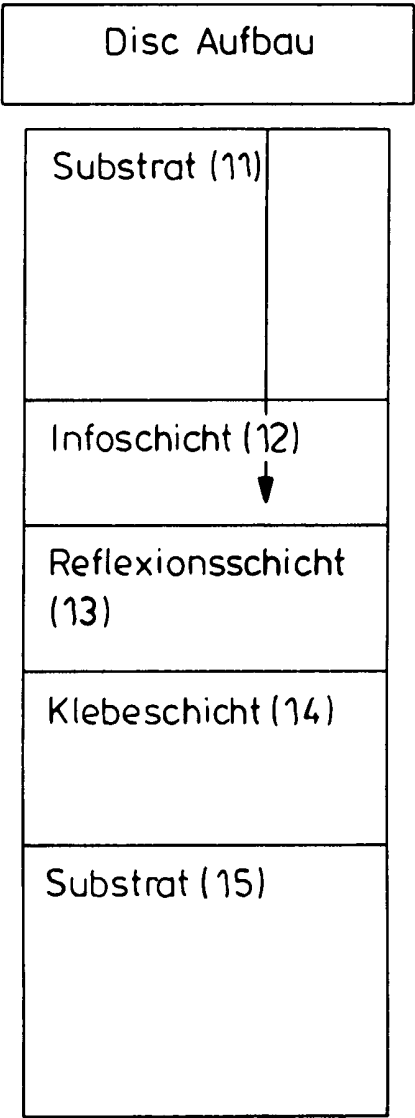 Disc Aufbau
Substrat (11)
Infoschicht (12)
Reflexionsschicht
(13)
Klebeschicht (14)
Substrat (15)